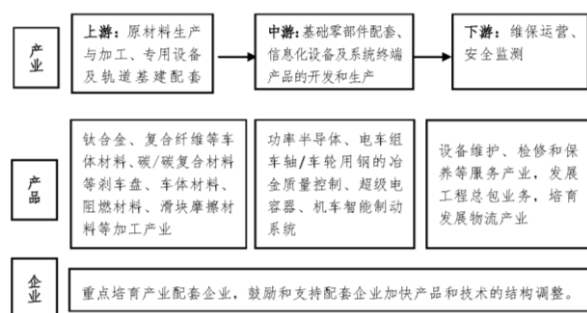 产业
上游：原材料生产
与加工、专用设备
及轨道基建配套
中游：基础零部件配套、
信息化设备及系统终端
产品的开发和生产
下游：维保运营、
安全监测
产品
钛合金、复合纤维等车
体材料、碳/碳复合材料
等刹车盘、车体材料、
阻燃材料、滑块摩擦材
料等加工产业
功率半导体、电车组
车轴/车轮用钢的冶
金质量控制、超级电
容器、机车智能制动
系统
设备维护、检修和保
养等服务产业，发展
工程总包业务，培育
发展物流产业
企业
重点培育产业配套企业，鼓励和支持配套企业加快产品和技术的结构调整。